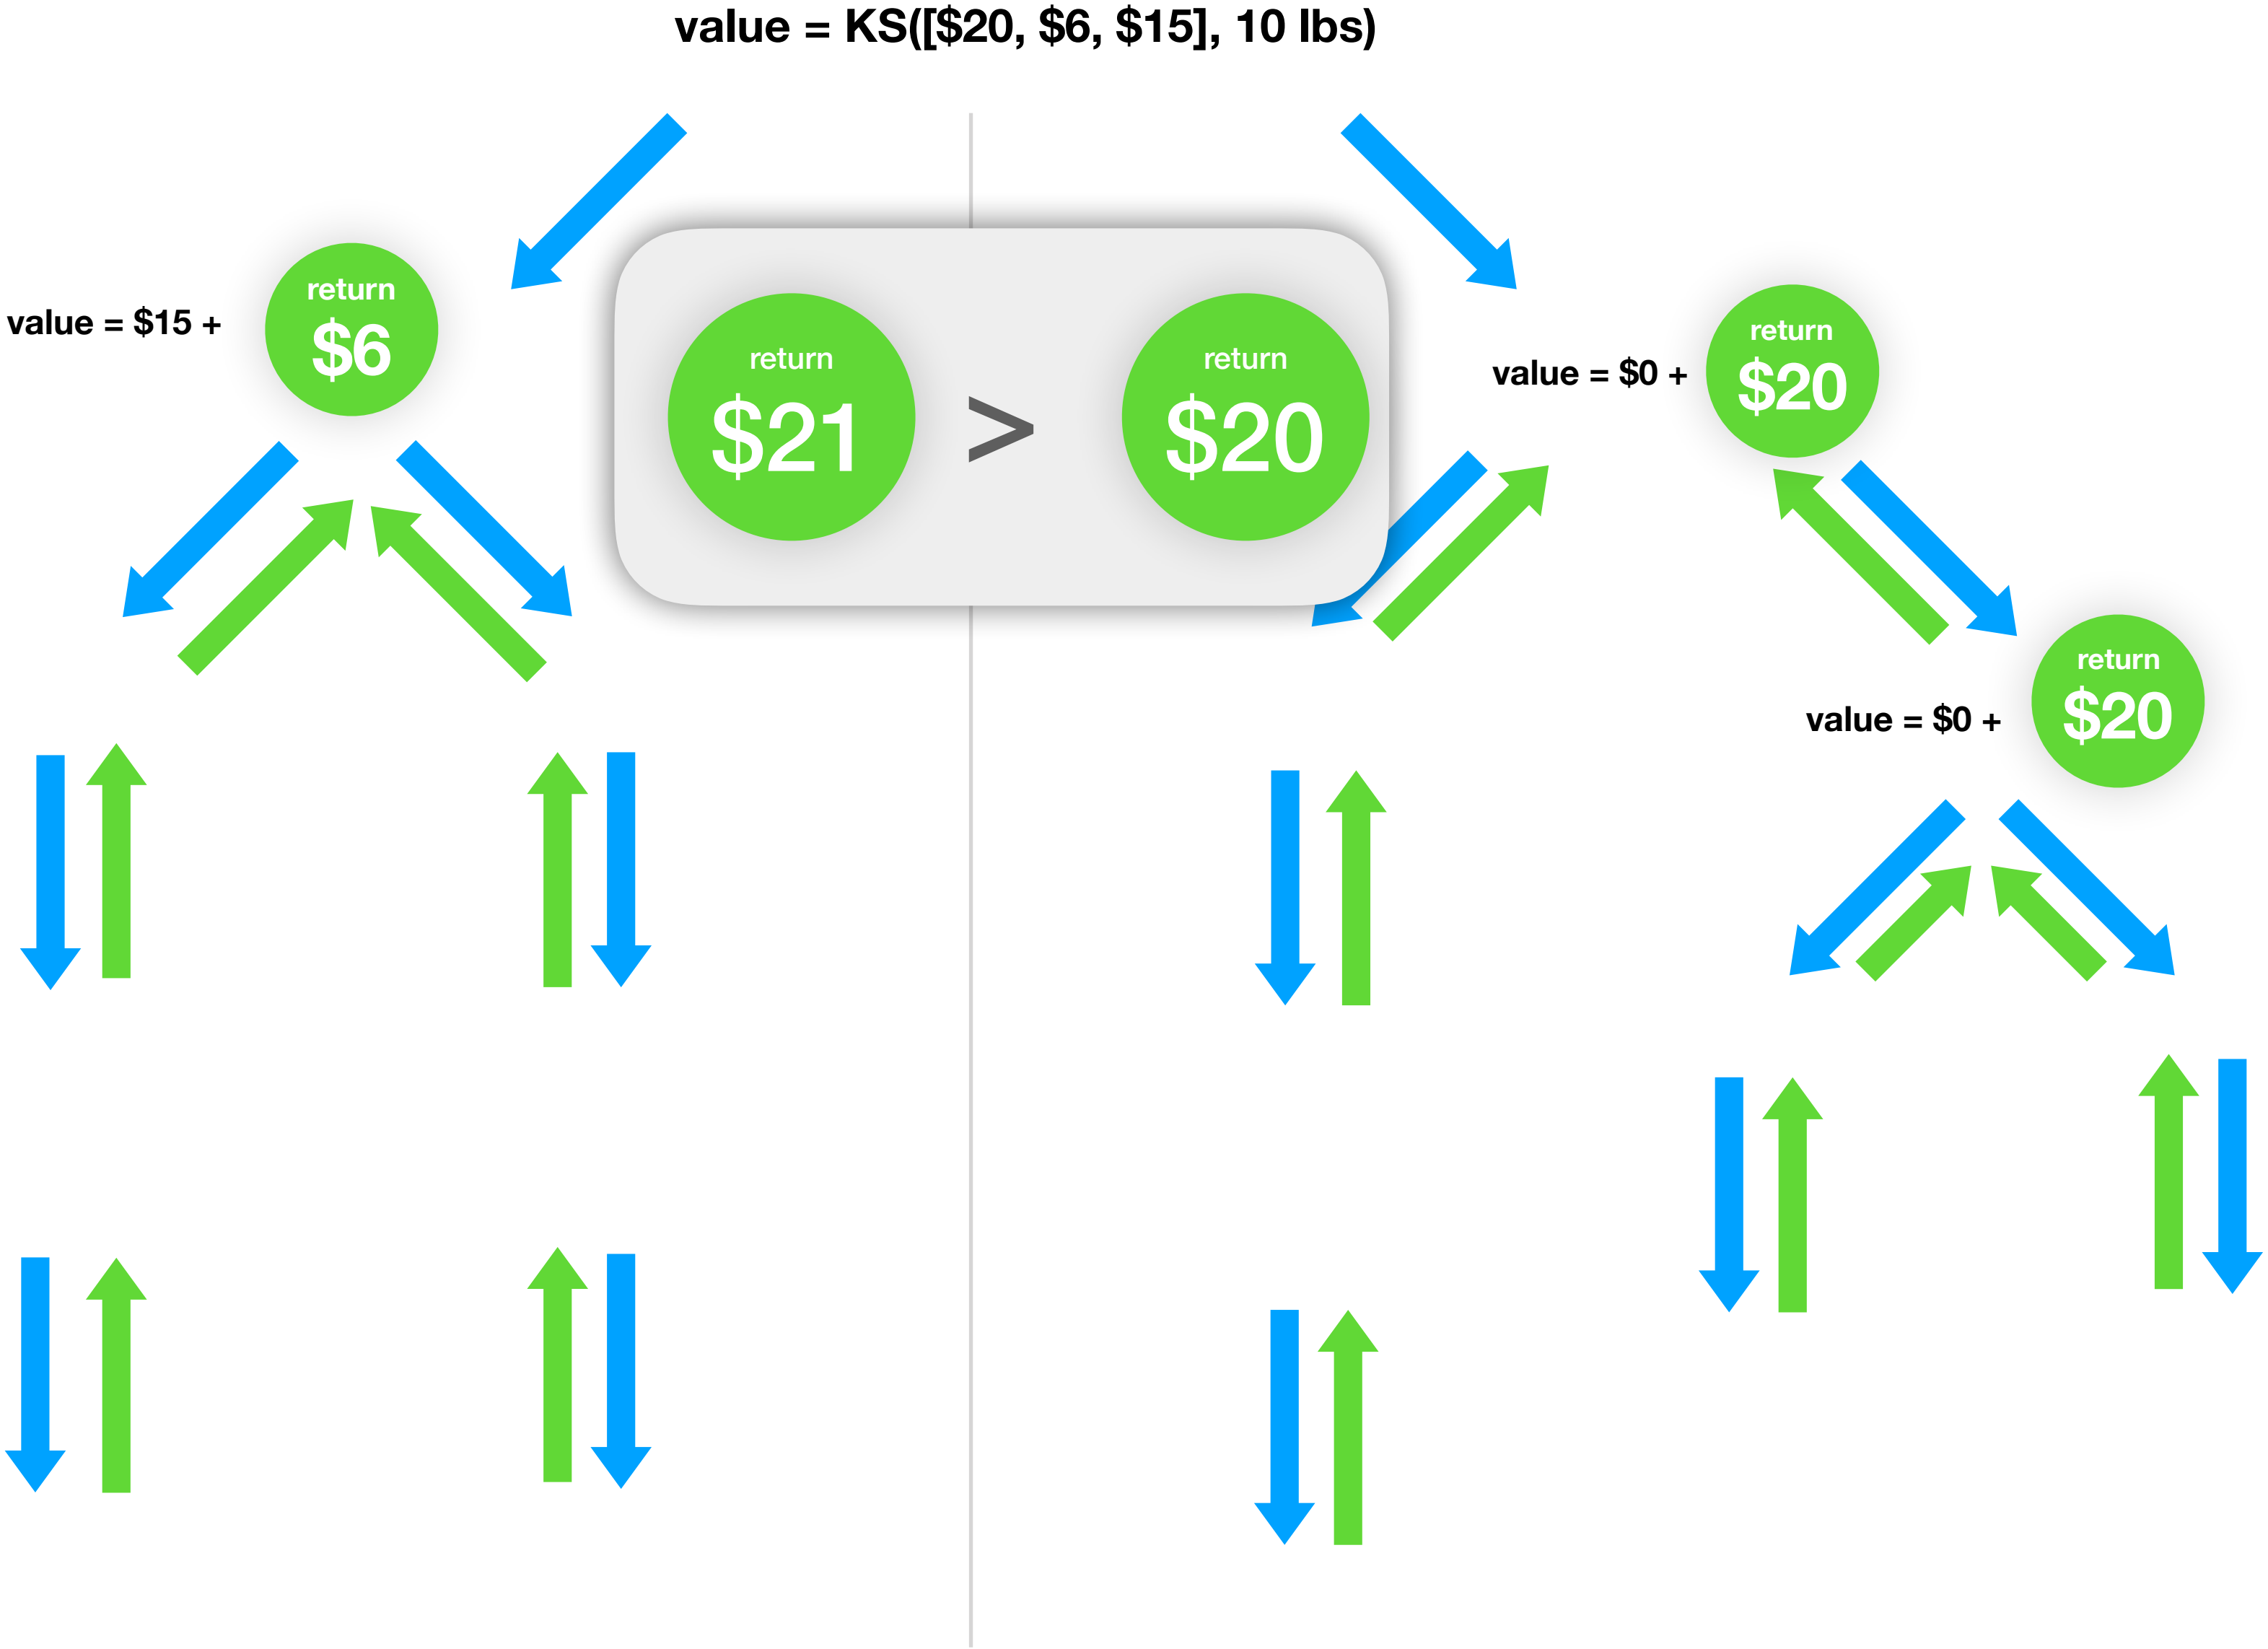 value = KS([$20, $6, $15], 10 lbs)
value = $15 +
return
$6
return
$21
>
return
$20
value = $0 +
return
$20
value = $0 +
return
$20